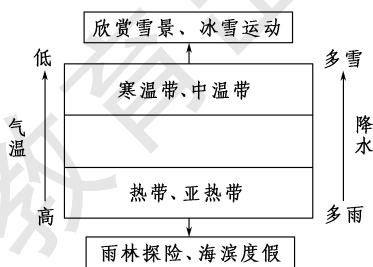 欣赏雪景、冰雪运动
低
多雪
寒温带、中温带
气温
降水
热带、亚热带
高
多雨
雨林探险、海滨度假